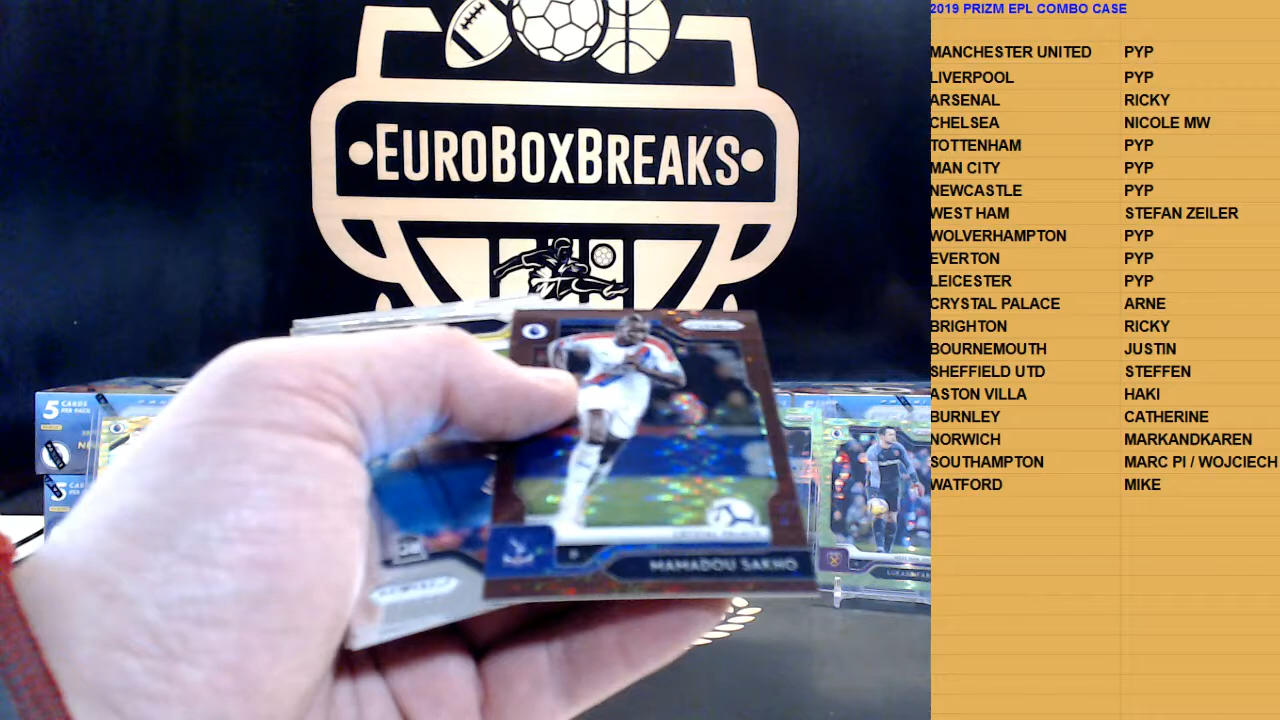 2019 PRIZM EPL COMBO CASE
MANCHESTER UNITED PYP
LIVERPOOL PYP
ARSENAL RICKY
CHELSEA NICOLE MW
TOTTENHAM PYP
MAN CITY PYP
NEWCASTLE PYP
WEST HAM STEFAN ZEILER
WOLVERHAMPTON PYP
EVERTON PYP
LEICESTER PYP
CRYSTAL PALACE ARNE
BRIGHTON RICKY
BOURNEMOUTH JUSTIN
SHEFFIELD UTD STEFFEN
ASTON VILLA HAKI
BURNLEY CATHERINE
NORWICH MARKANDKAREN
SOUTHAMPTON MARC PI / WOJCIECH
WATFORD MIKE
EUROBOXBREAKS
5 CARDS
PER PACK
CRYSTAL PALACE
MAMADOU SAKHO